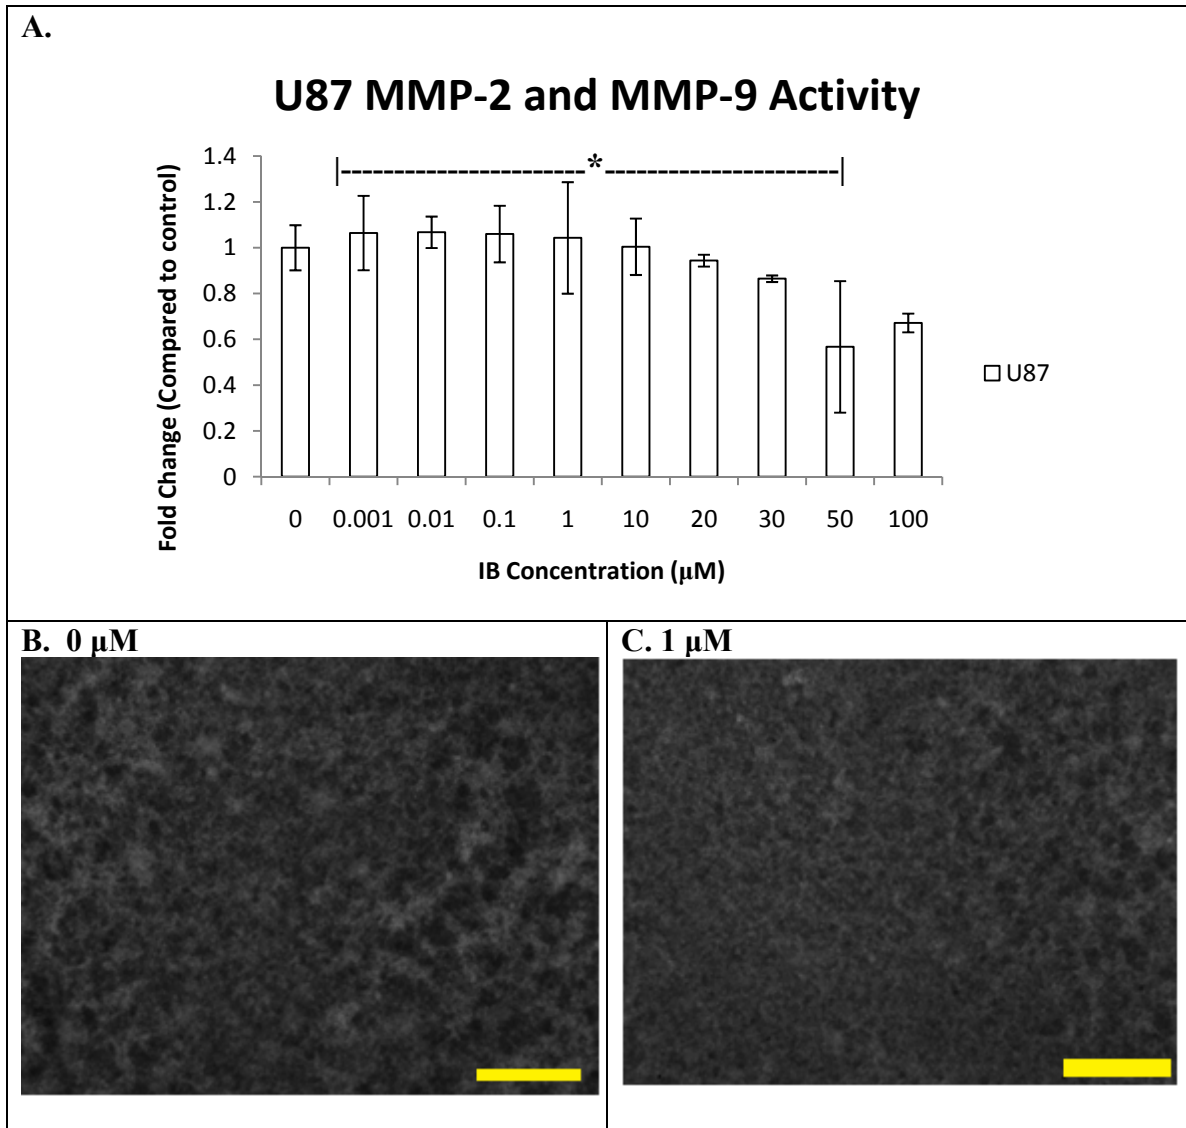 A.
U87 MMP-2 and MMP-9 Activity
Fold Change (Compared to control)
1.4
1.2
1
0.8
0.6
0.4
0.2
0
|----------------------*---------------------|
0 0.001 0.01 0.1 1 10 20 30 50 100
IB Concentration (µM)
U87
B. 0 µM
C. 1 µM